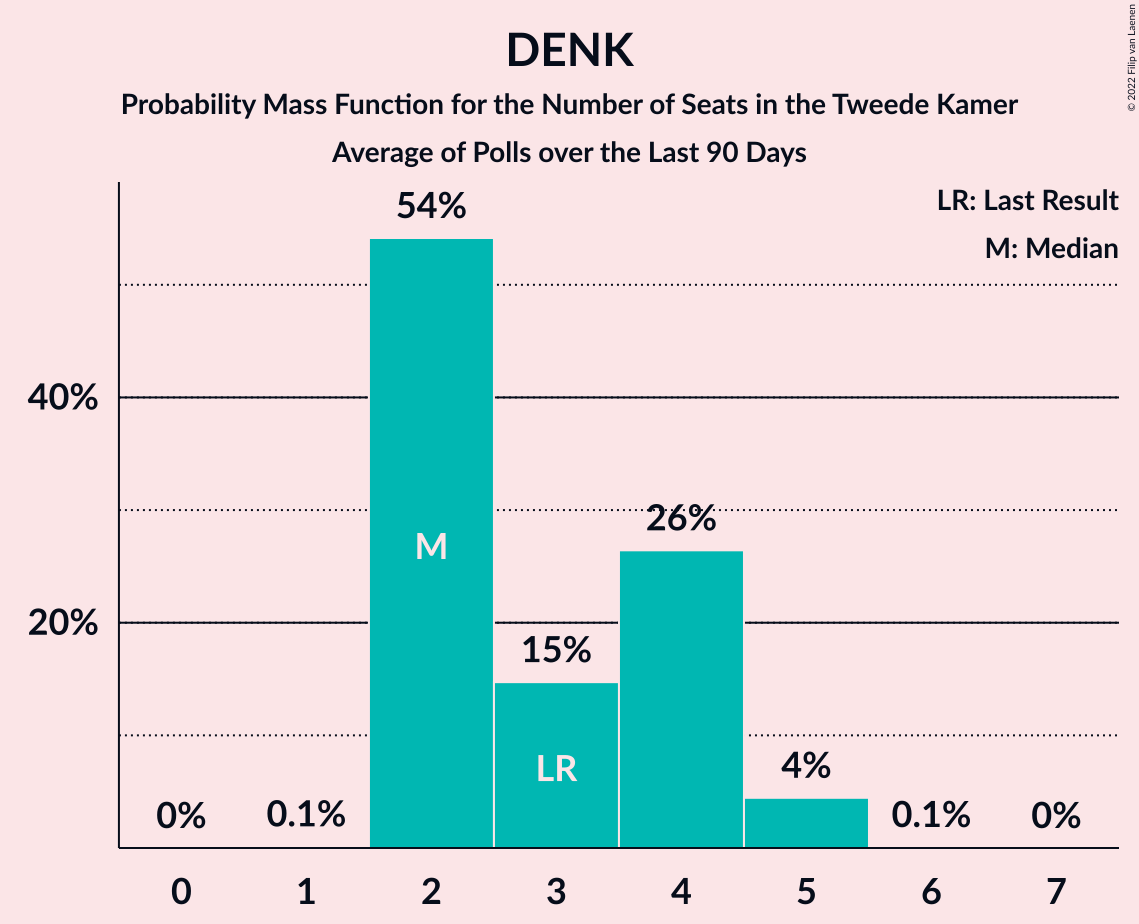 DENK
Probability Mass Function for the Number of Seats in the Tweede Kamer
Average of Polls over the Last 90 Days
© 2022 Filip van Laenen
LR: Last Result
M: Median
54%
40%
26%
M
20%
15%
LR
4%
0% 0.1% 0.1% 0%
0 1 2 3 4 5 6 7